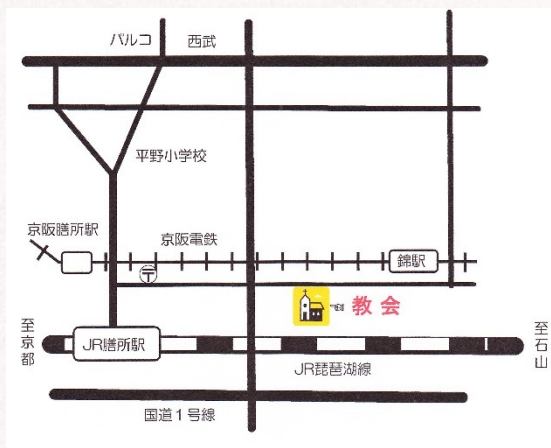 パルコ
西武
平野小学校
京阪膳所駅
京阪電鉄
錦駅
〒
教会
至京都
JR膳所駅
至石山
JR琵琶湖線
国道1号線